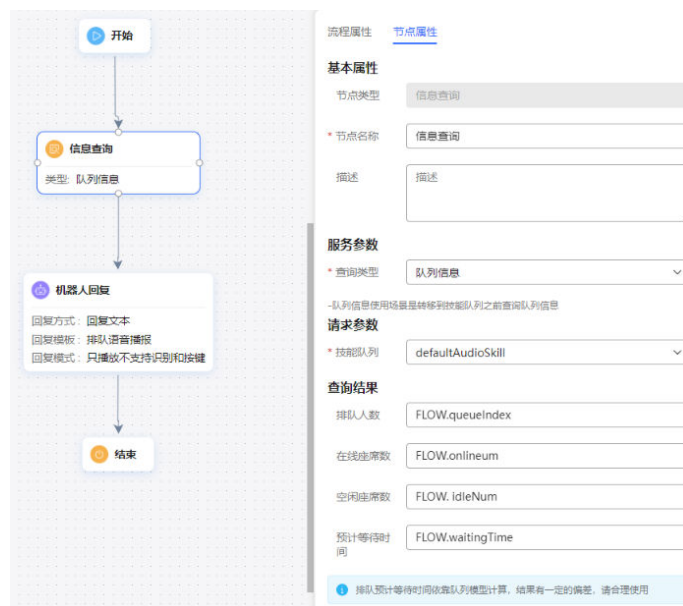 开始
信息查询
类型: 队列信息
机器人回复
回复方式: 回复文本
回复模板: 排队语音播报
回复模式: 只播放不支持识别和按键
结束
流程属性 节点属性
基本属性
节点类型 信息查询
* 节点名称 信息查询
描述 描述
服务参数
* 查询类型 队列信息
-队列信息使用场景是转移到技能队列之前查询队列信息
请求参数
* 技能队列 defaultAudioSkill
查询结果
排队人数 FLOW.queueIndex
在线座席数 FLOW.onlineum
空闲座席数 FLOW. idleNum
预计等待时间 FLOW.waitingTime
排队预计等待时间依靠队列模型计算，结果有一定的偏差，请合理使用